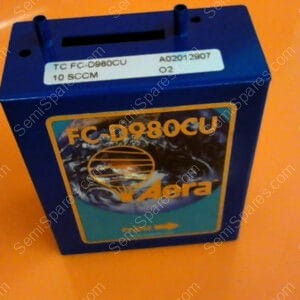 TC FC-D980CU A02012907
10 SCCM O2
FC-D980CU
Aera
SemiSpares.com